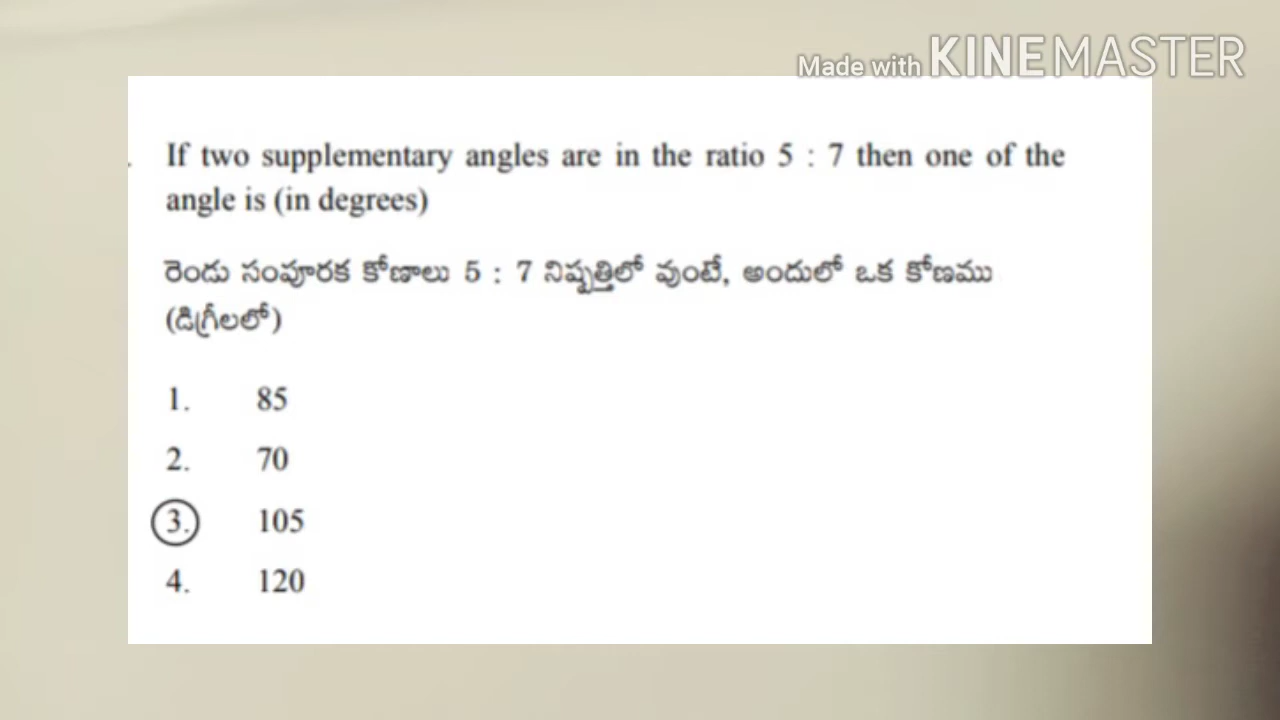 Made with KINEMASTER
If two supplementary angles are in the ratio 5 : 7 then one of the
angle is (in degrees)
రెండు సంపూరక కోణాలు 5 : 7 నిష్పత్తిలో వుంటే, అందులో ఒక కోణము
(డిగ్రీలలో)
1. 85
2. 70
3. 105
4. 120